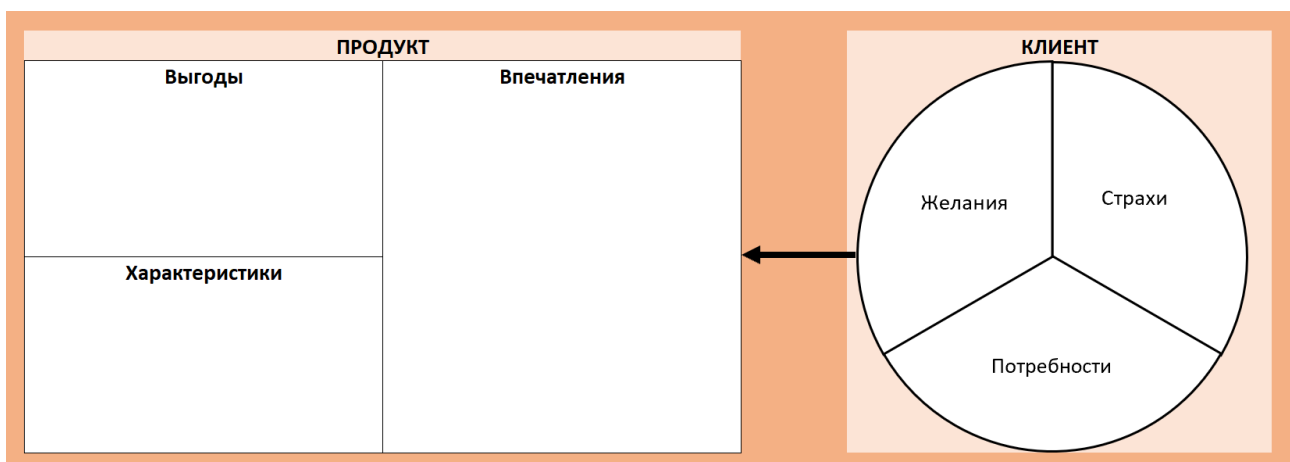 ПРОДУКТ
Выгоды
Впечатления
Характеристики
КЛИЕНТ
Желания
Страхи
Потребности